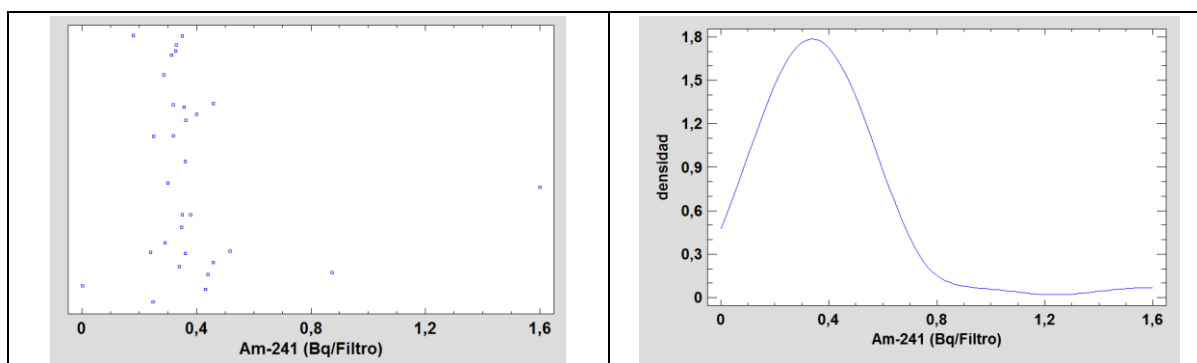 0 0,4 0,8 1,2 1,6
Am-241 (Bq/Filtro)
densidad
1,8
1,5
1,2
0,9
0,6
0,3
0
0 0,4 0,8 1,2 1,6
Am-241 (Bq/Filtro)